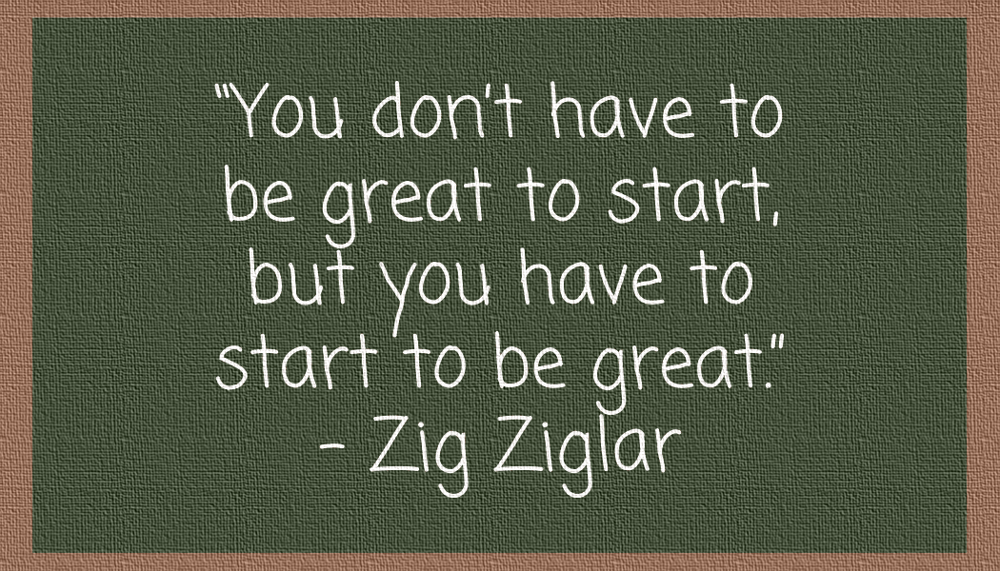 "You don't have to
be great to start,
but you have to
start to be great."
- Zig Ziglar